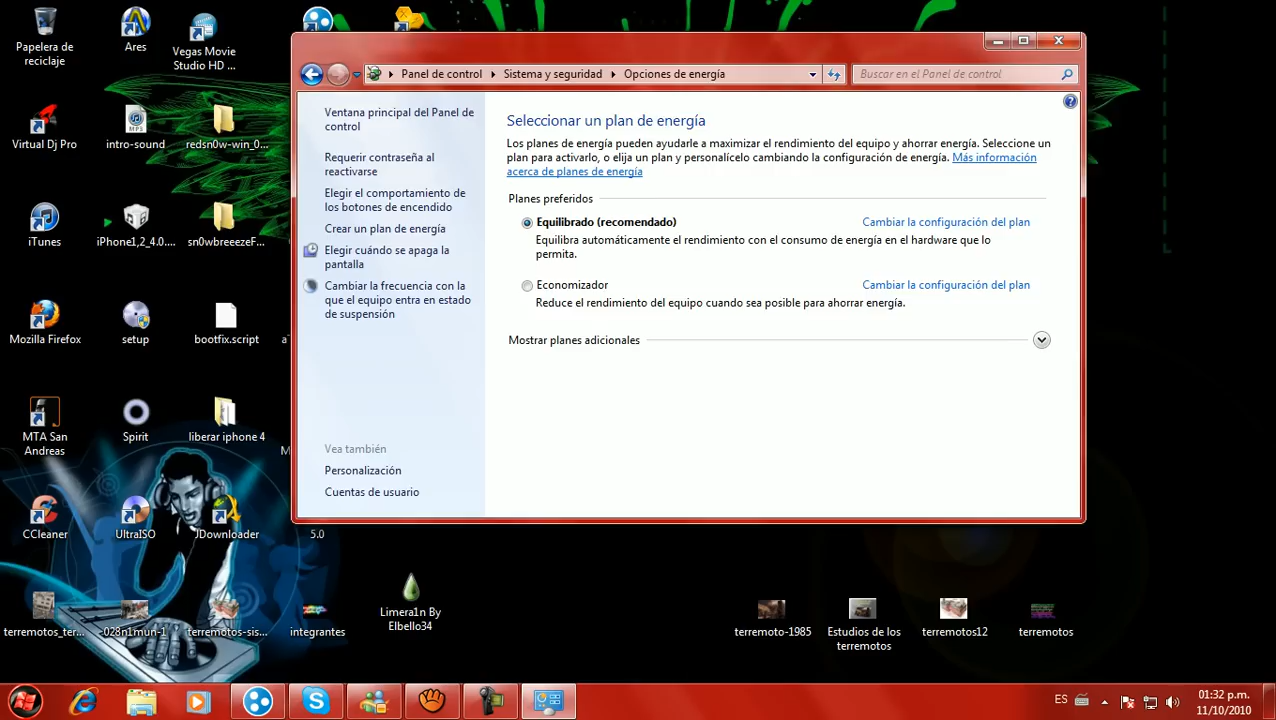 Papelera de
reciclaje
Ares
Vegas Movie
Studio HD ...
Virtual Dj Pro
intro-sound
redsn0w-win_0...
iTunes
iPhone1,2_4.0....
sn0wbreeezeF...
Mozilla Firefox
setup
bootfix.script
MTA San
Andreas
Spirit
liberar iphone 4
CCleaner
UltraISO
JDownloader
5.0
terremotos_ter...
-028n1mun-1
terremotos-sis...
integrantes
Limera1n By
Elbello34
terremoto-1985
Estudios de los
terremotos
terremotos12
terremotos
Panel de control
Sistema y seguridad
Opciones de energía
Buscar en el Panel de control
Ventana principal del Panel de
control
Requerir contraseña al
reactivarse
Elegir el comportamiento de
los botones de encendido
Crear un plan de energía
Elegir cuándo se apaga la
pantalla
Cambiar la frecuencia con la
que el equipo entra en estado
de suspensión
Vea también
Personalización
Cuentas de usuario
Seleccionar un plan de energía
Los planes de energía pueden ayudarle a maximizar el rendimiento del equipo y ahorrar energía. Seleccione un
plan para activarlo, o elija un plan y personalícelo cambiando la configuración de energía. Más información
acerca de planes de energía
Planes preferidos
Equilibrado (recomendado)
Cambiar la configuración del plan
Equilibra automáticamente el rendimiento con el consumo de energía en el hardware que lo
permita.
Economizador
Cambiar la configuración del plan
Reduce el rendimiento del equipo cuando sea posible para ahorrar energía.
Mostrar planes adicionales
ES
01:32 p.m.
11/10/2010